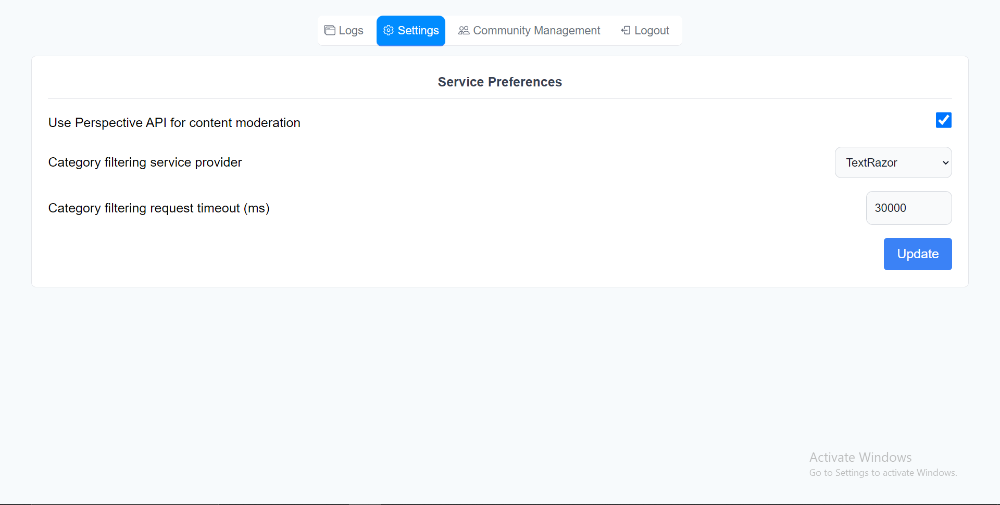 Logs Settings Community Management Logout
Service Preferences
Use Perspective API for content moderation
Category filtering service provider TextRazor
Category filtering request timeout (ms) 30000
Update
Activate Windows
Go to Settings to activate Windows.